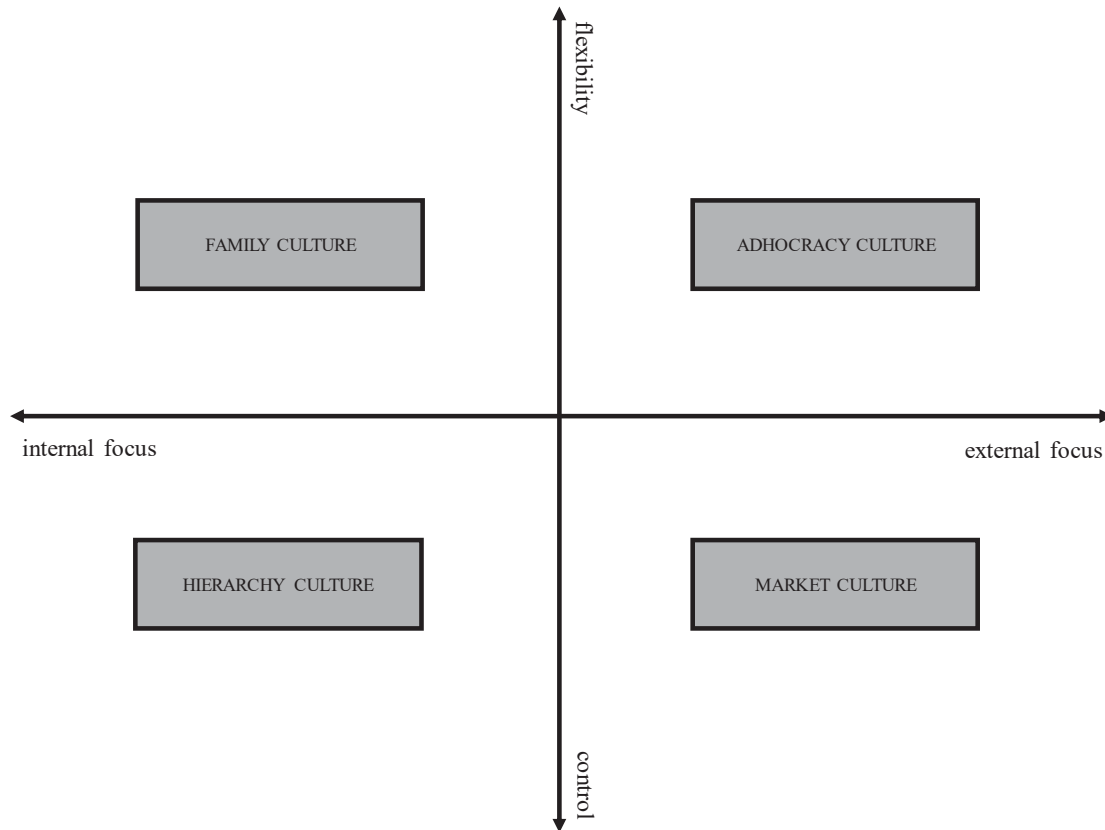 flexibility
FAMILY CULTURE
ADHOCRACY CULTURE
internal focus
external focus
HIERARCHY CULTURE
MARKET CULTURE
control